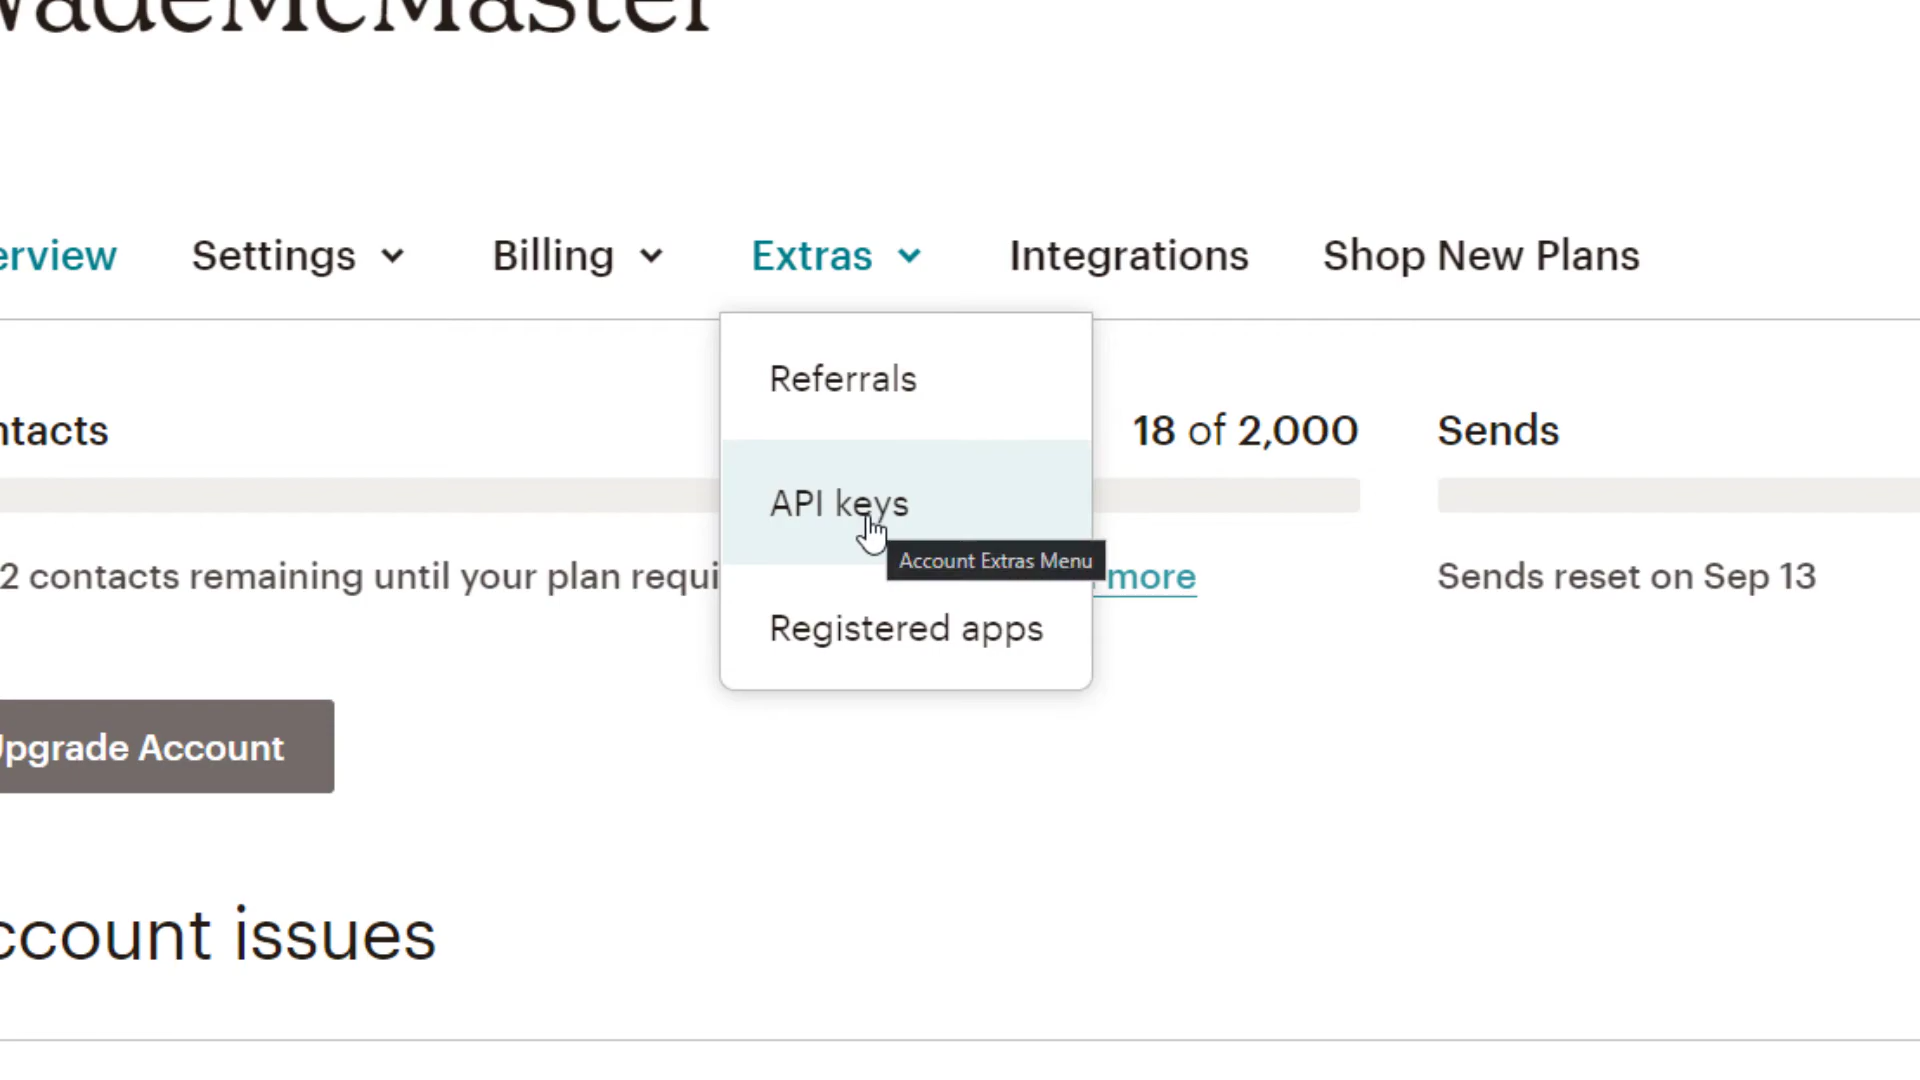 WadeMcMaster
erview Settings Billing Extras Integrations Shop New Plans
Referrals
ntacts 18 of 2,000 Sends
API keys
Account Extras Menu
2 contacts remaining until your plan requi more Sends reset on Sep 13
Registered apps
Upgrade Account
ccount issues